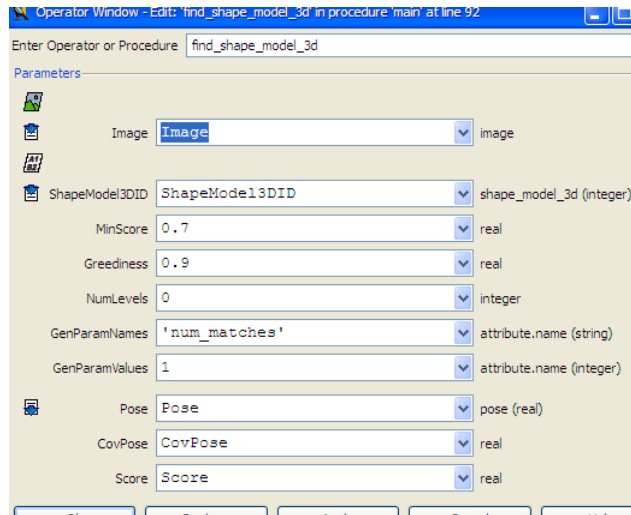 Operator Window - Edit: 'find_shape_model_3d' in procedure 'main' at line 92
Enter Operator or Procedure find_shape_model_3d
Parameters
Image Image image
ShapeModel3DID ShapeModel3DID shape_model_3d (integer)
MinScore 0.7 real
Greediness 0.9 real
NumLevels 0 integer
GenParamNames 'num_matches' attribute.name (string)
GenParamValues 1 attribute.name (integer)
Pose Pose pose (real)
CovPose CovPose real
Score Score real